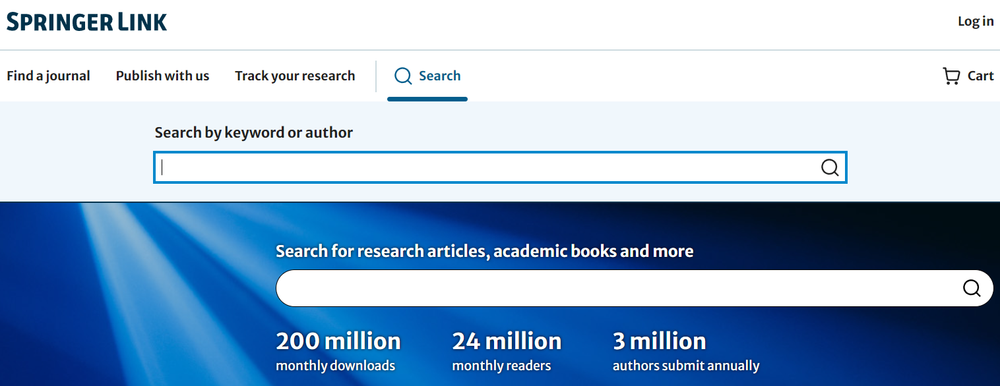 SPRINGER LINK
Log in
Find a journal
Publish with us
Track your research
Search
Cart
Search by keyword or author
Search for research articles, academic books and more
200 million
24 million
3 million
monthly downloads
monthly readers
authors submit annually